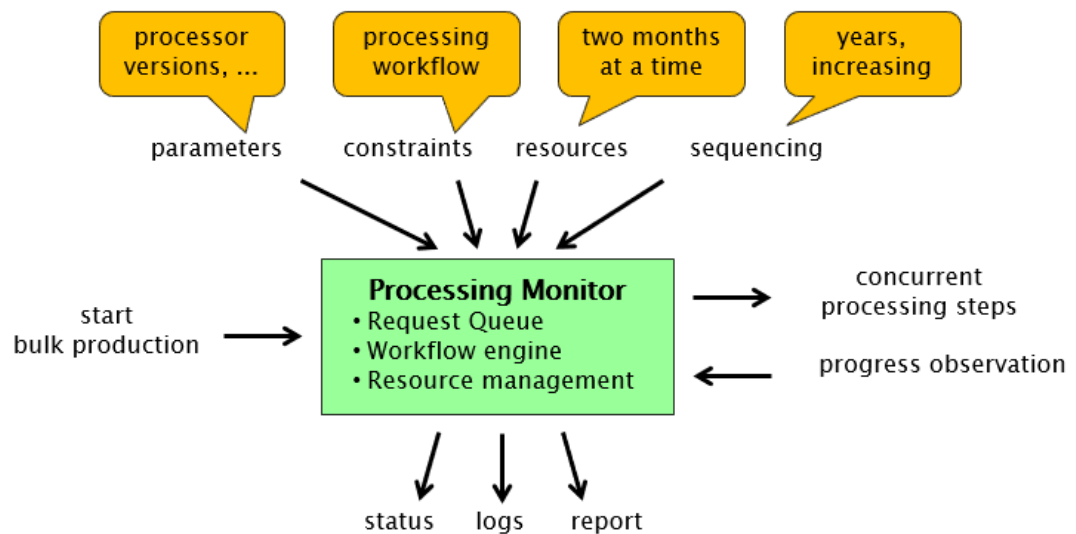 processor
versions, ...
processing
workflow
two months
at a time
years,
increasing
parameters
constraints
resources
sequencing
Processing Monitor
• Request Queue
• Workflow engine
• Resource management
start
bulk production
concurrent
processing steps
progress observation
status
logs
report